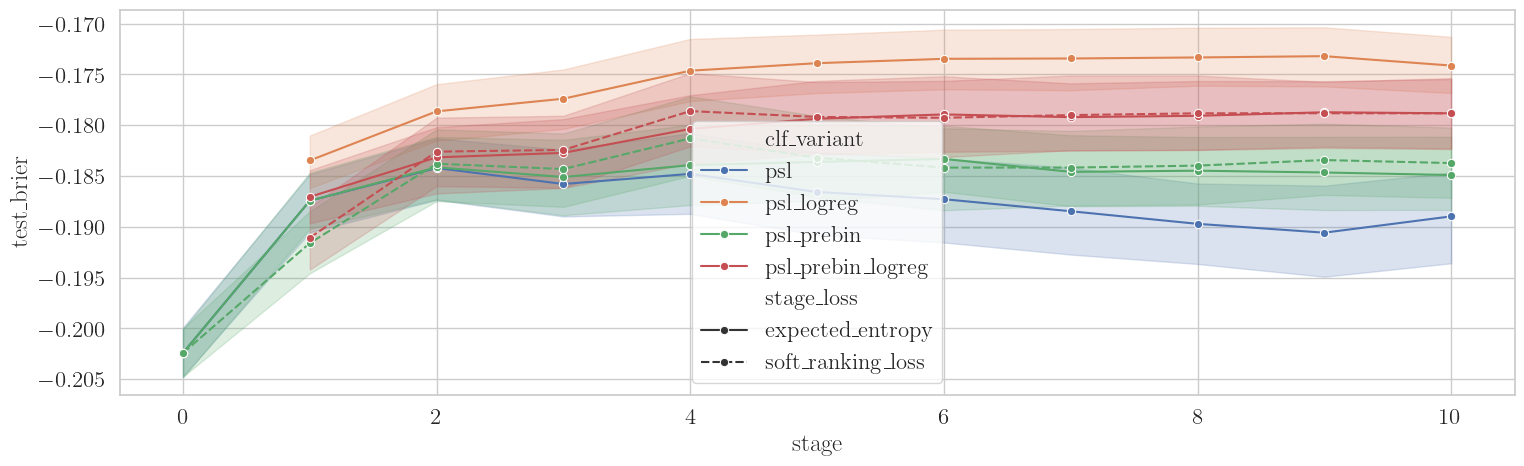 −0.170
−0.175
−0.180
−0.185
−0.190
−0.195
−0.200
−0.205
test_brier
clf_variant
psl
psl_logreg
psl_prebin
psl_prebin_logreg
stage_loss
expected_entropy
soft_ranking_loss
0 2 4 6 8 10
stage